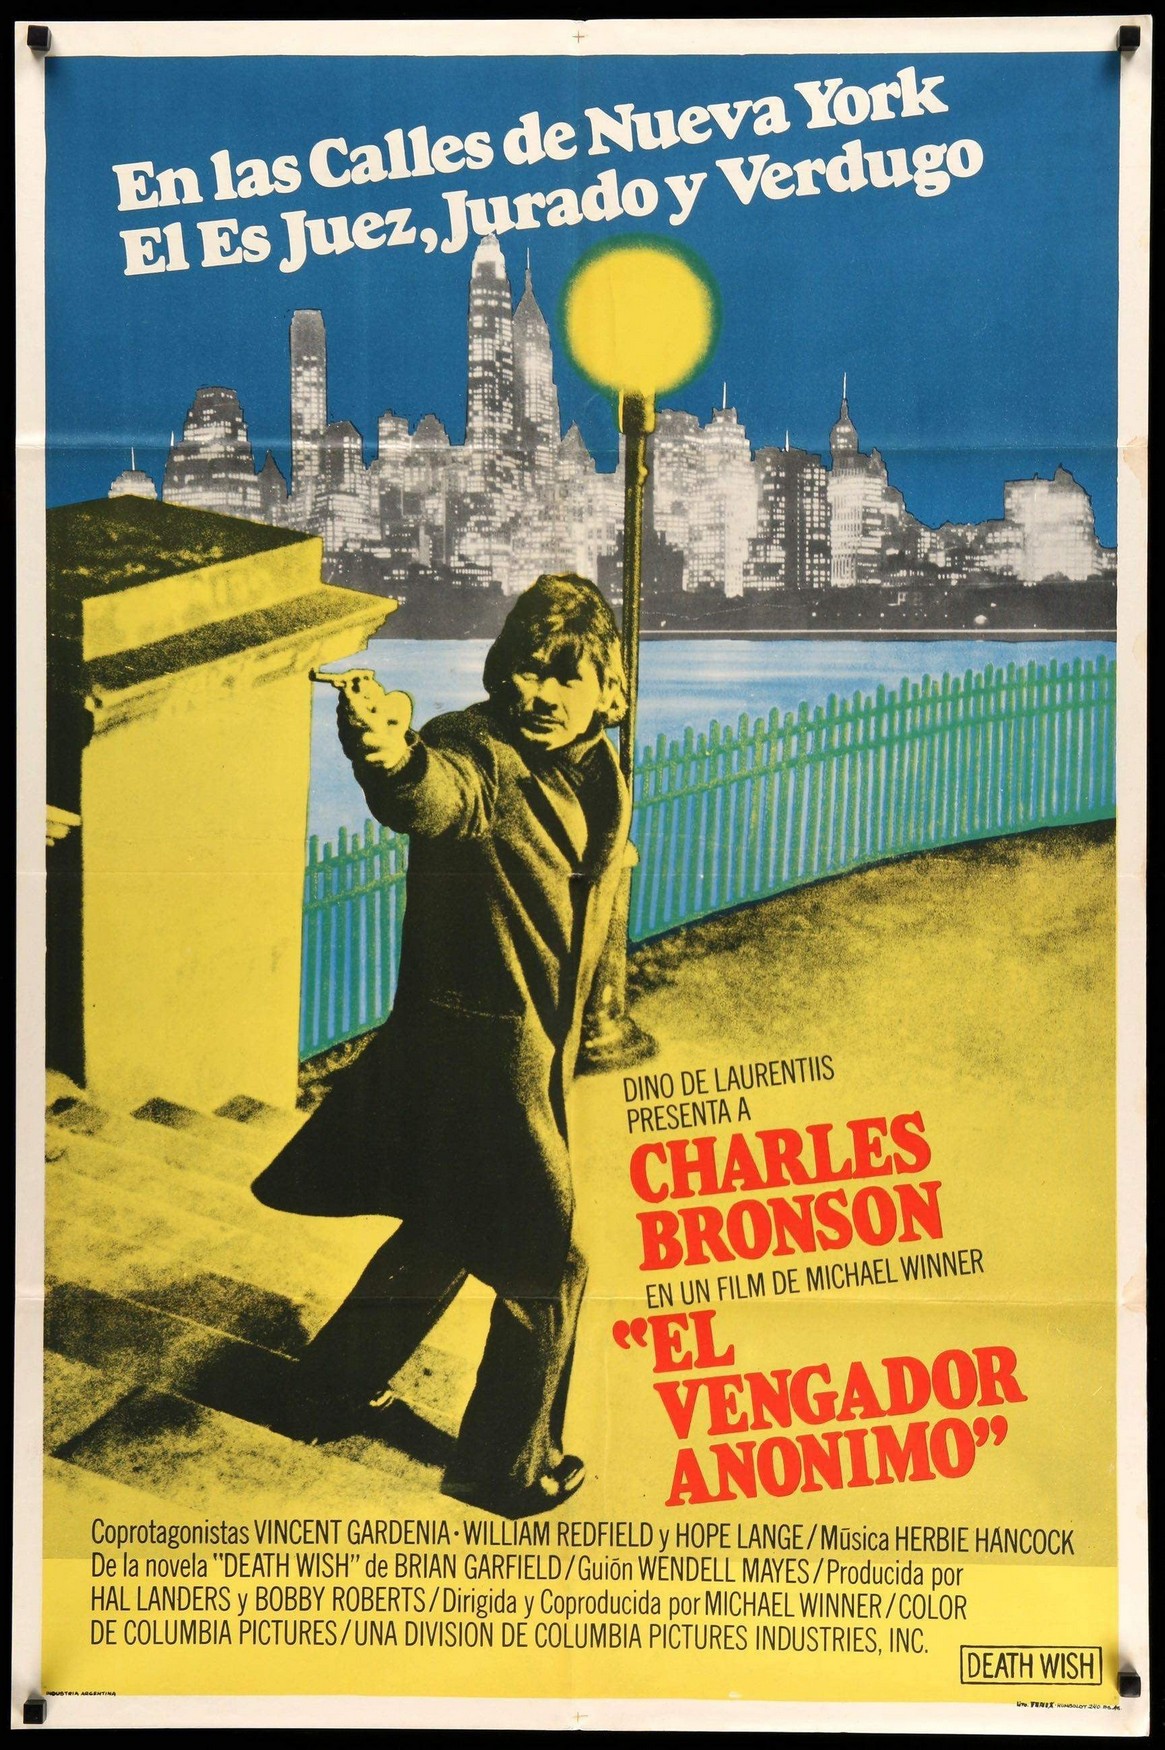 En las Calles de Nueva York
El Es Juez, Jurado y Verdugo
DINO DE LAURENTIIS
PRESENTA A
CHARLES
BRONSON
EN UN FILM DE MICHAEL WINNER
“EL
VENGADOR
ANONIMO”
Coprotagonistas VINCENT GARDENIA · WILLIAM REDFIELD y HOPE LANGE / Música HERBIE HANCOCK
De la novela "DEATH WISH" de BRIAN GARFIELD / Guión WENDELL MAYES / Producida por
HAL LANDERS y BOBBY ROBERTS / Dirigida y Coproducida por MICHAEL WINNER / COLOR
DE COLUMBIA PICTURES / UNA DIVISION DE COLUMBIA PICTURES INDUSTRIES, INC.
DEATH WISH
INDUSTRIA ARGENTINA
HUMBOLDT